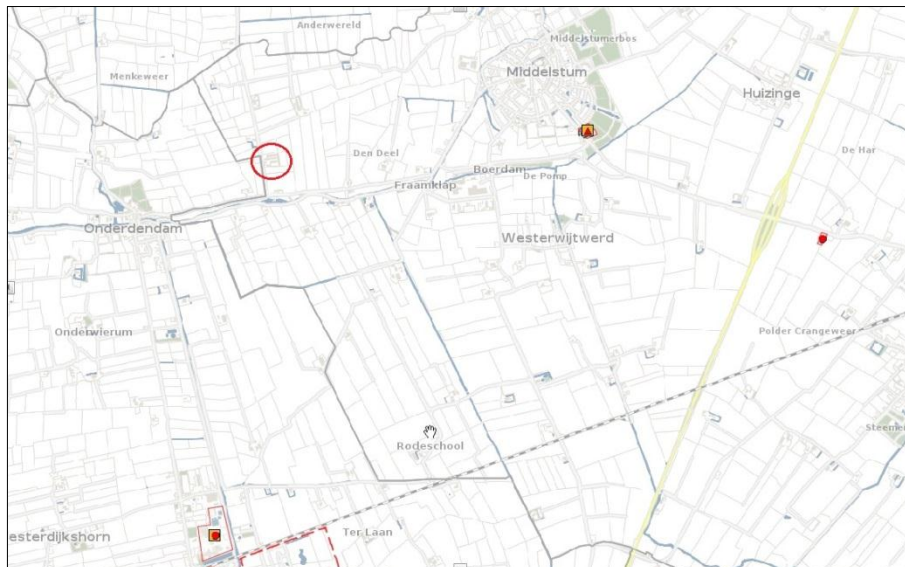 Anderwereld
Middelstumerbos
Menkeweer
Middelstum
Huizinge
Den Deel
De Har
Boerdam
De Pomp
Fraamklap
Onderdendam
Westerwijtwerd
Onderwierum
Polder Crangeweer
Steemer
Rodeschool
Ter Laan
esterdijkshorn